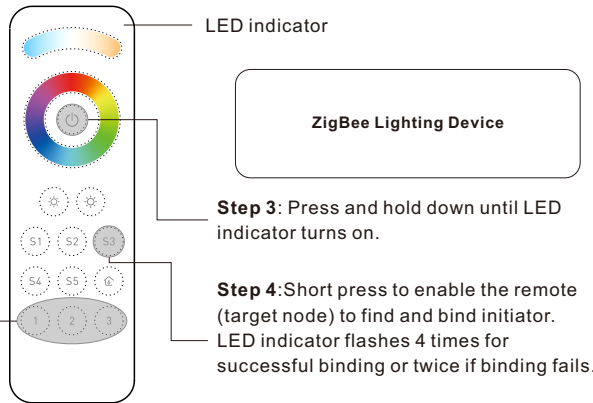 LED indicator
ZigBee Lighting Device
Step 3: Press and hold down until LED
indicator turns on.
S1 S2 S3
S4 S5
1 2 3
Step 4:Short press to enable the remote
(target node) to find and bind initiator.
LED indicator flashes 4 times for
successful binding or twice if binding fails.